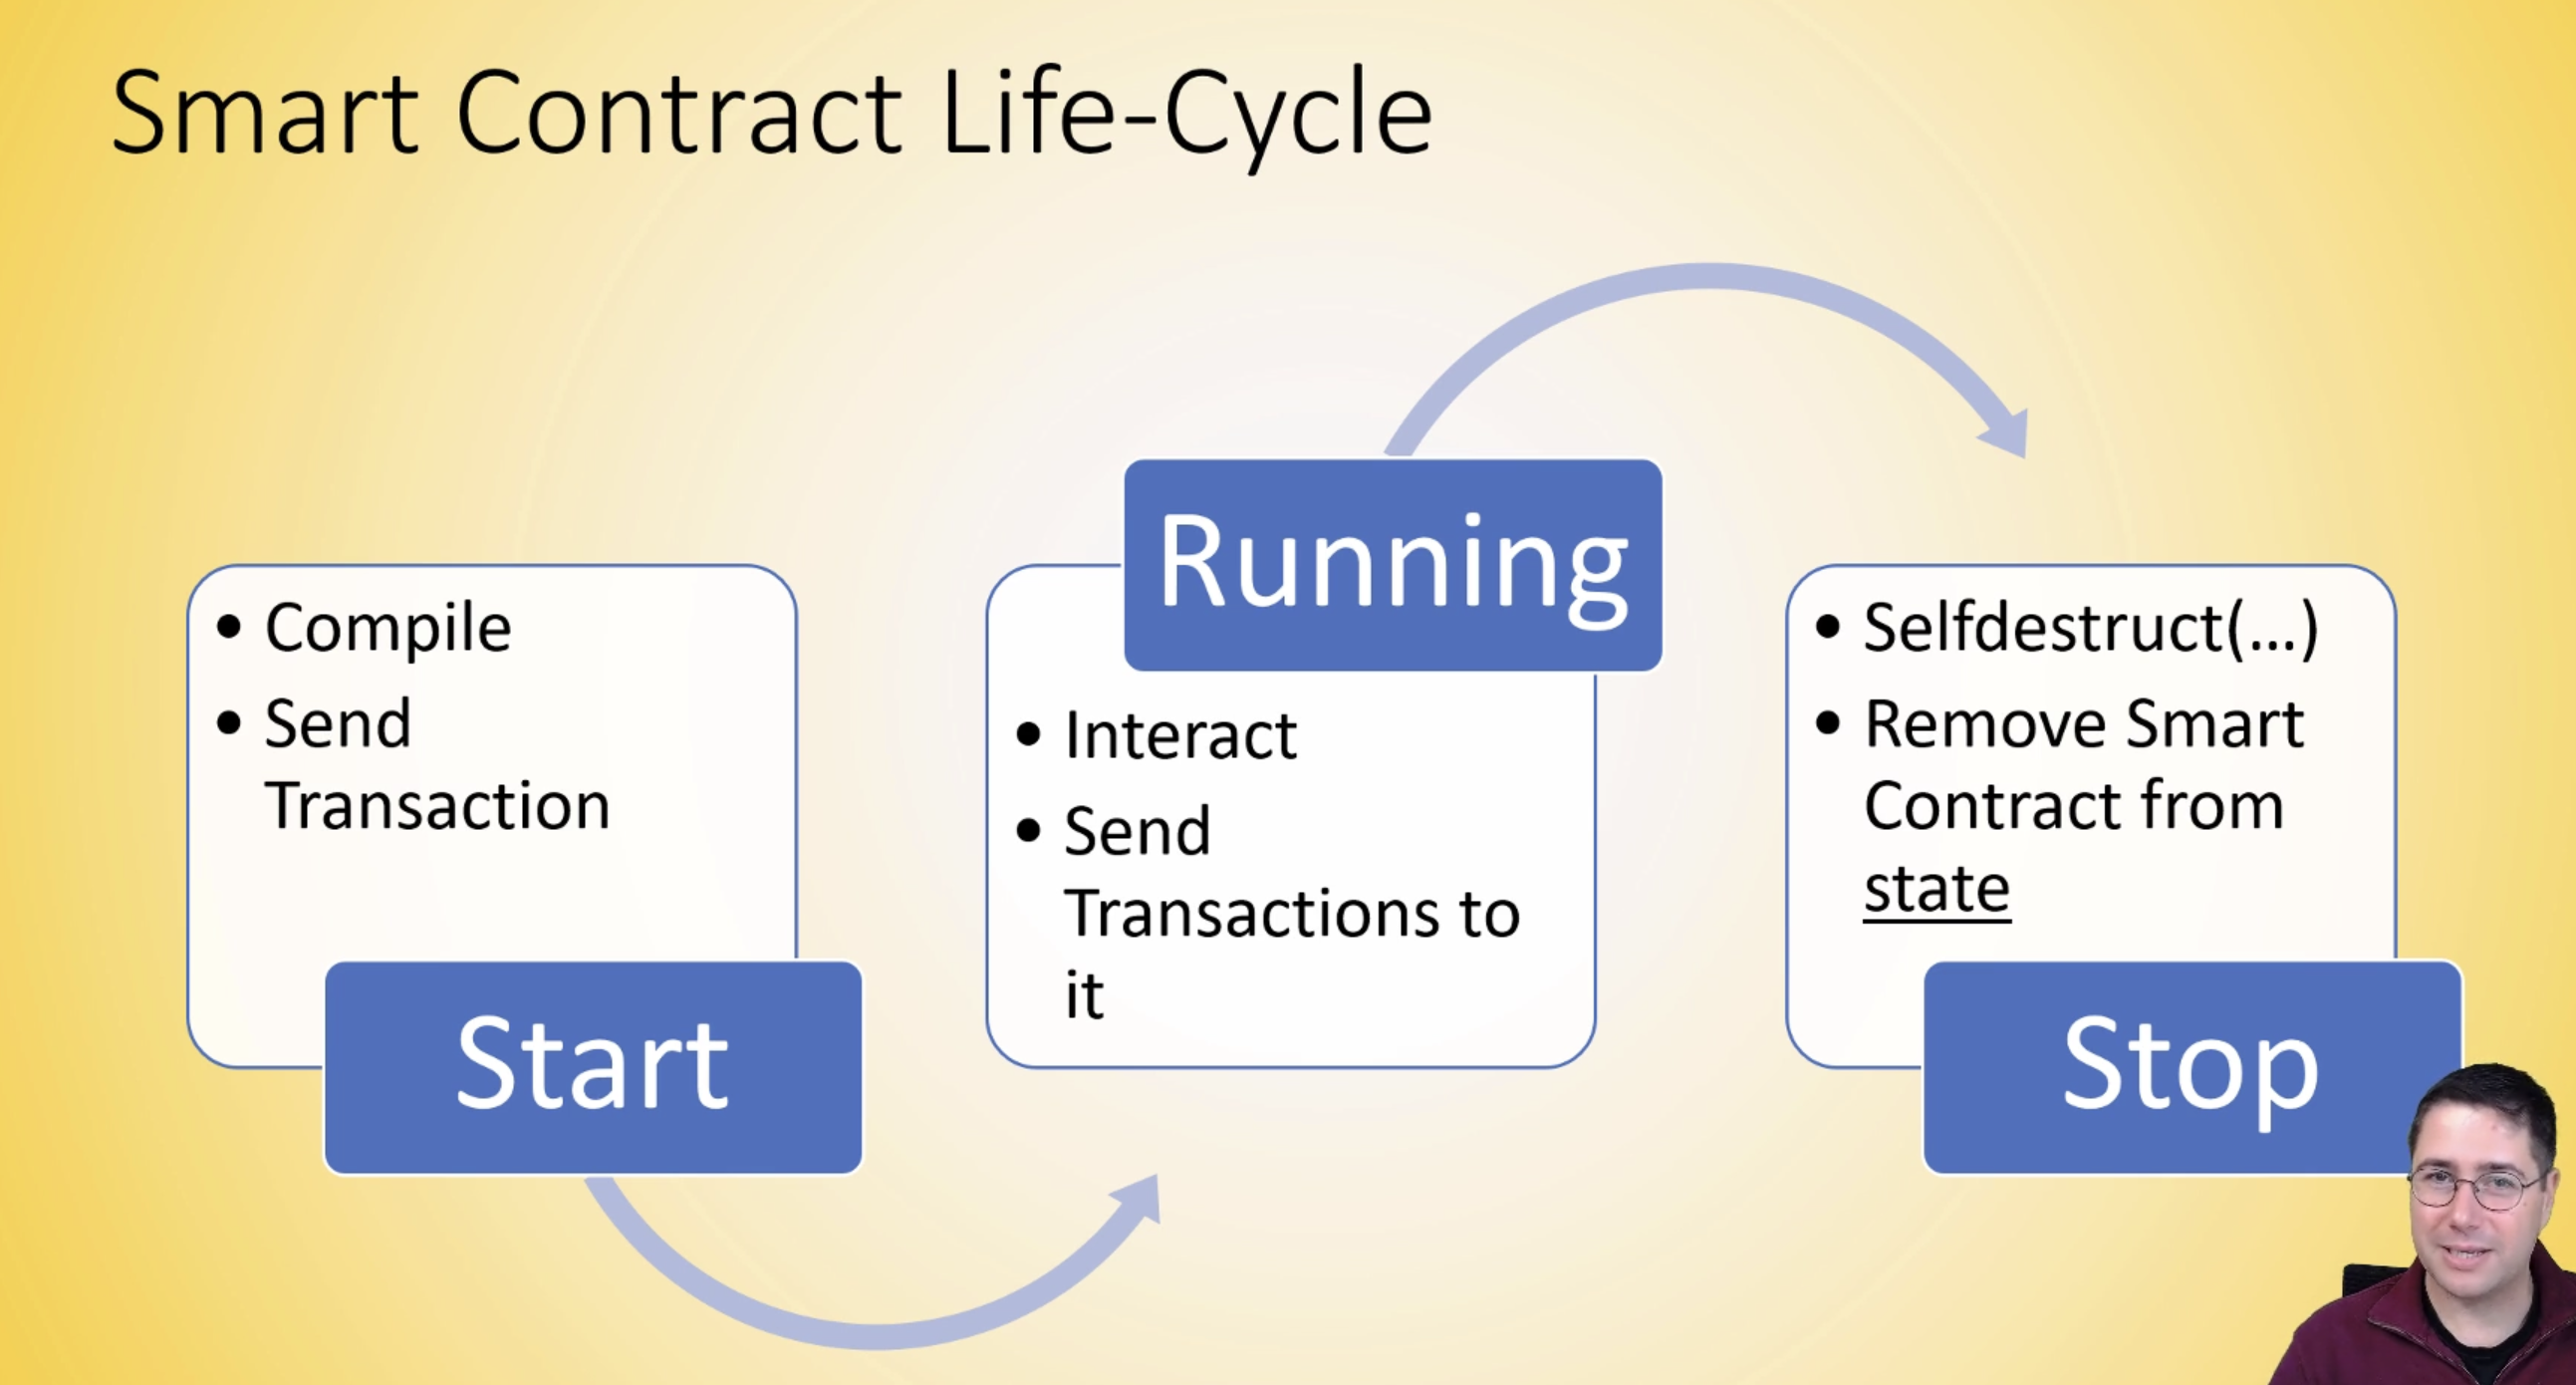 Smart Contract Life-Cycle
• Compile
• Send
Transaction
Start
Running
• Interact
• Send
Transactions to
it
• Selfdestruct(...)
• Remove Smart
Contract from
state
Stop